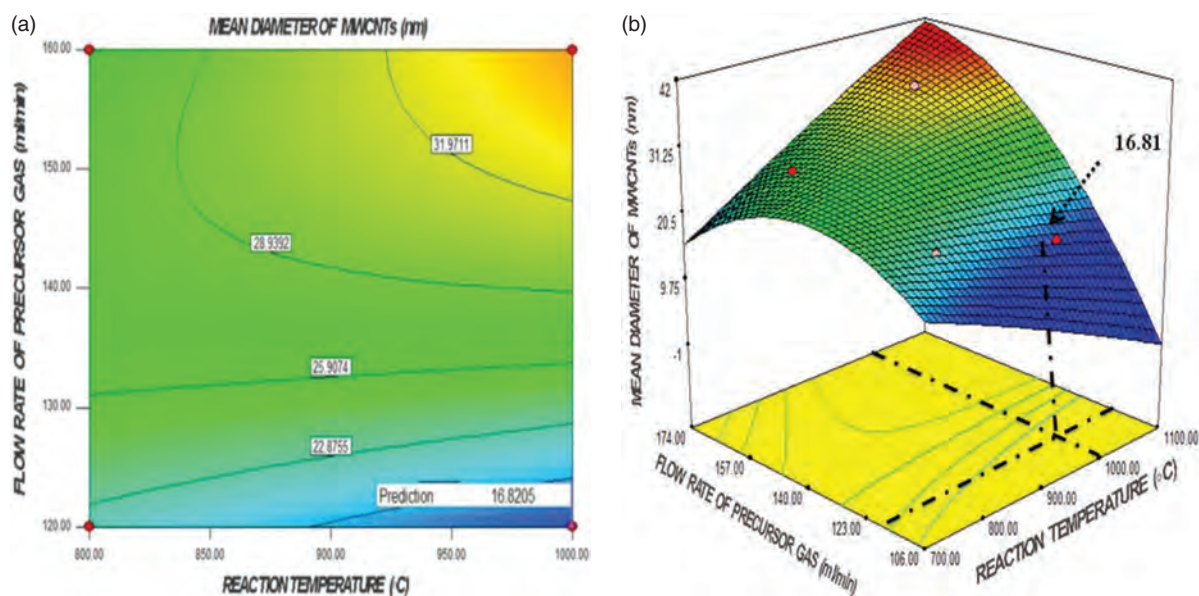 (a)
MEAN DIAMETER OF MWCNTs (nm)
FLOW RATE OF PRECURSOR GAS (ml/min)
160.00
150.00
140.00
130.00
120.00
31.9711
28.9392
25.9074
22.8755
Prediction 16.8205
800.00 850.00 900.00 950.00 1000.00
REACTION TEMPERATURE (◦C)
(b)
MEAN DIAMETER OF MWCNTs (nm)
42
31.25
20.5
9.75
-1
16.81
174.00
157.00
140.00
123.00
106.00
FLOW RATE OF PRECURSOR GAS (ml/min)
700.00
800.00
900.00
1000.00
1100.00
REACTION TEMPERATURE (◦C)